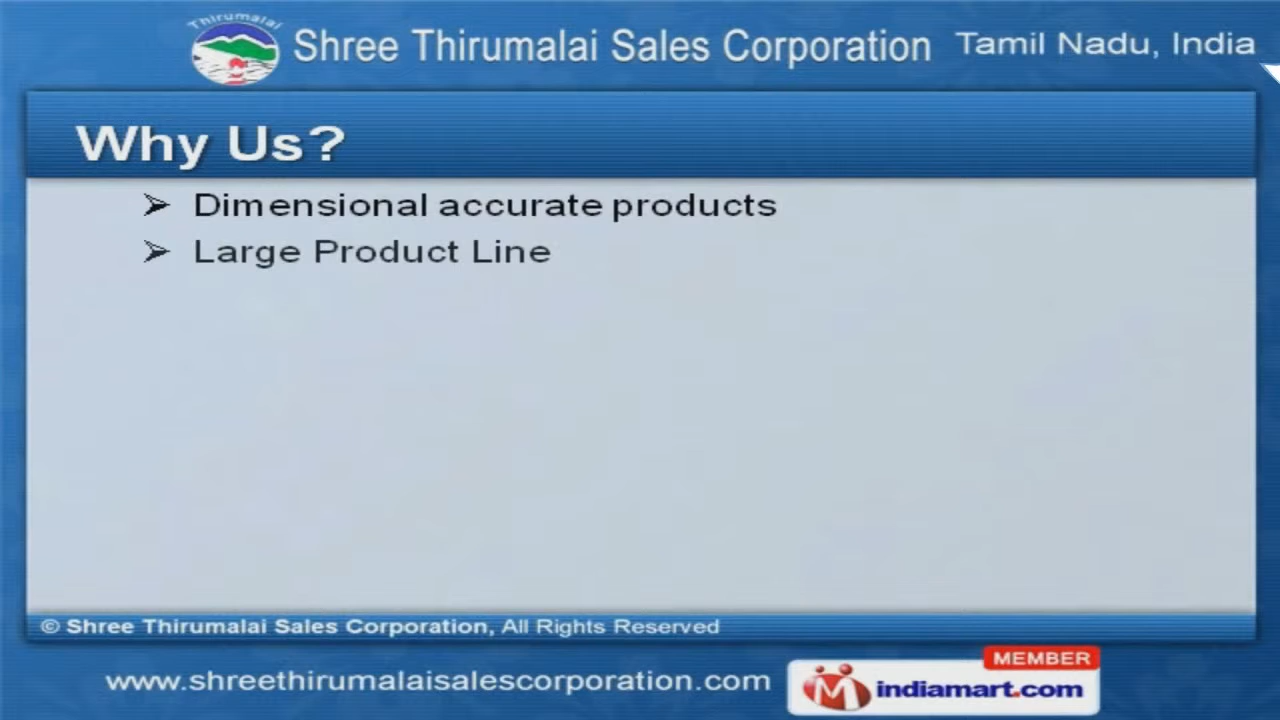 Thirumalai
Shree Thirumalai Sales Corporation
Tamil Nadu, India
Why Us?
➢ Dimensional accurate products
➢ Large Product Line
© Shree Thirumalai Sales Corporation, All Rights Reserved
www.shreethirumalaisalescorporation.com
MEMBER
indiamart.com